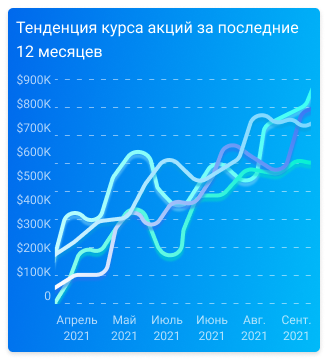 Тенденция курса акций за последние
12 месяцев
$900K
$800K
$700K
$600K
$500K
$400K
$300K
$200K
$100K
0
Апрель Май Июль Июнь Авг. Сент.
2021 2021 2021 2021 2021 2021